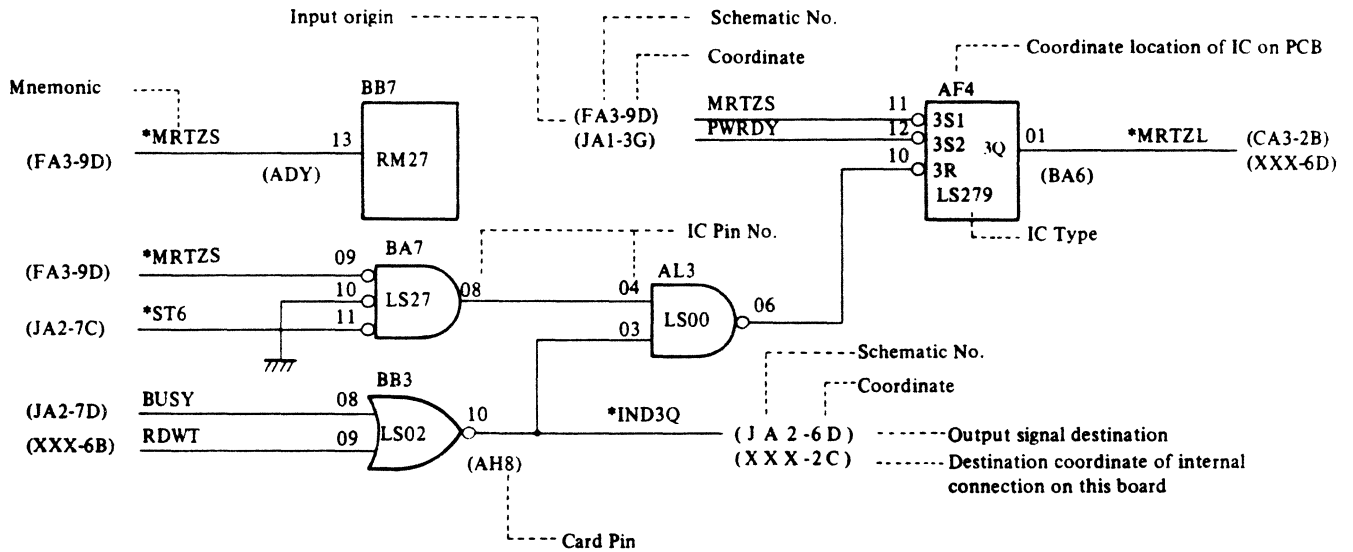 Input origin
Schematic No.
Coordinate
Coordinate location of IC on PCB
Mnemonic
BB7
AF4
(FA3-9D)
(JA1-3G)
MRTZS
11
3S1
PWRDY
12
3S2
3Q
01
*MRTZL
(CA3-2B)
(XXX-6D)
*MRTZS
13
RM27
(FA3-9D)
(ADY)
10
3R
(BA6)
LS279
IC Type
IC Pin No.
BA7
*MRTZS
09
(FA3-9D)
10
LS27
08
04
AL3
*ST6
11
(JA2-7C)
LS00
06
03
Schematic No.
Coordinate
BB3
BUSY
08
(JA2-7D)
RDWT
09
(XXX-6B)
LS02
10
*IND3Q
(JA2-6D)
Output signal destination
(XXX-2C)
Destination coordinate of internal
connection on this board
(AH8)
Card Pin